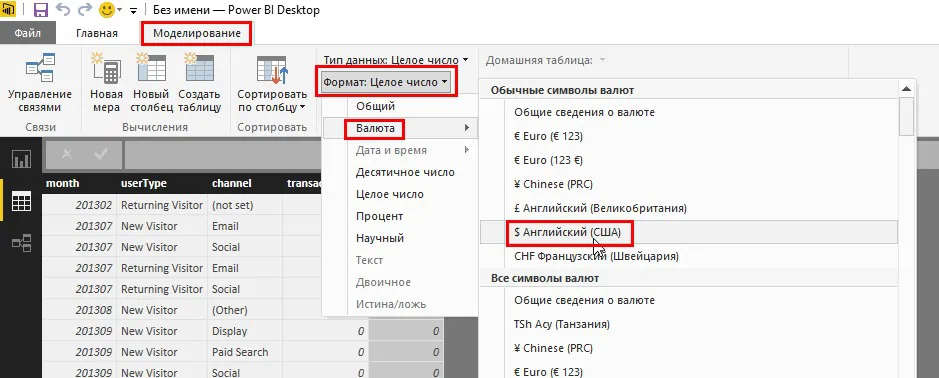 Без имени — Power BI Desktop
Файл
Главная
Моделирование
Управление
связями
Связи
Новая
мера
Новый
столбец
Создать
таблицу
Вычисления
Сортировать
по столбцу
Сортировать
Тип данных: Целое число
Формат: Целое число
Домашняя таблица:
Общий
Валюта
Дата и время
Десятичное число
Целое число
Процент
Научный
Текст
Двоичное
Истина/ложь
Обычные символы валют
Общие сведения о валюте
€ Euro (€ 123)
€ Euro (123 €)
¥ Chinese (PRC)
£ Английский (Великобритания)
$ Английский (США)
CHF Французский (Швейцария)
Все символы валют
Общие сведения о валюте
TSh Acy (Танзания)
¥ Chinese (PRC)
€ Euro (€ 123)
month userType channel transac
201302 Returning Visitor (not set)
201307 New Visitor Email
201307 New Visitor Social
201307 Returning Visitor Email
201307 Returning Visitor Social
201308 New Visitor (Other)
201309 New Visitor Display 0 0
201309 New Visitor Paid Search 0 0
201309 New Visitor Social 0 0